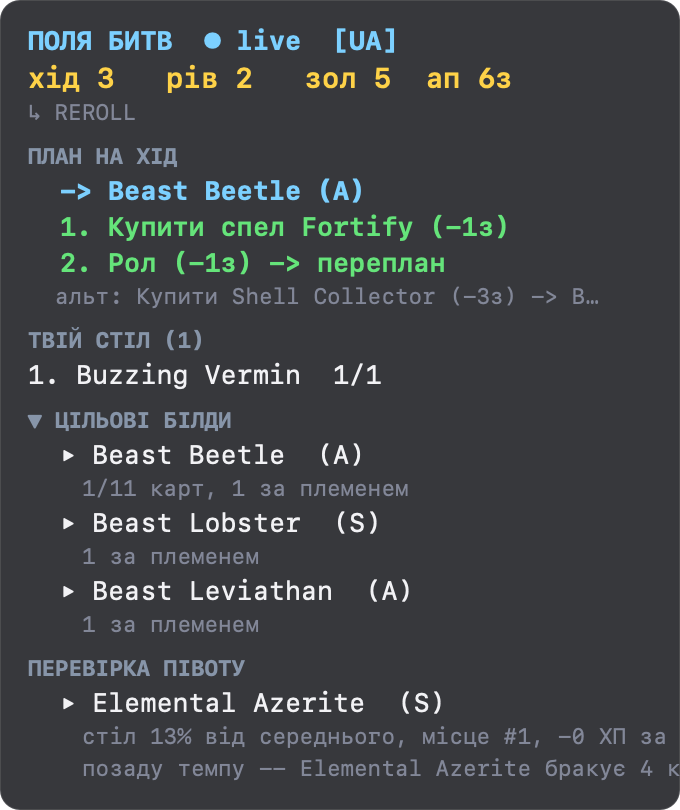 ПОЛЯ БИТВ ● live [UA]
хід 3 рів 2 зол 5 ап 6з
↳ REROLL
ПЛАН НА ХІД
—> Beast Beetle (A)
1. Купити спел Fortify (−1з)
2. Рол (−1з) —> переплан
альт: Купити Shell Collector (−3з) —> B…
ТВІЙ СТІЛ (1)
1. Buzzing Vermin 1/1
▼ ЦІЛЬОВІ БІЛДИ
▸ Beast Beetle (A)
1/11 карт, 1 за племенем
▸ Beast Lobster (S)
1 за племенем
▸ Beast Leviathan (A)
1 за племенем
ПЕРЕВІРКА ПІВОТУ
▸ Elemental Azerite (S)
стіл 13% від середнього, місце #1, −0 ХП за
позаду темпу —— Elemental Azerite бракує 4 к